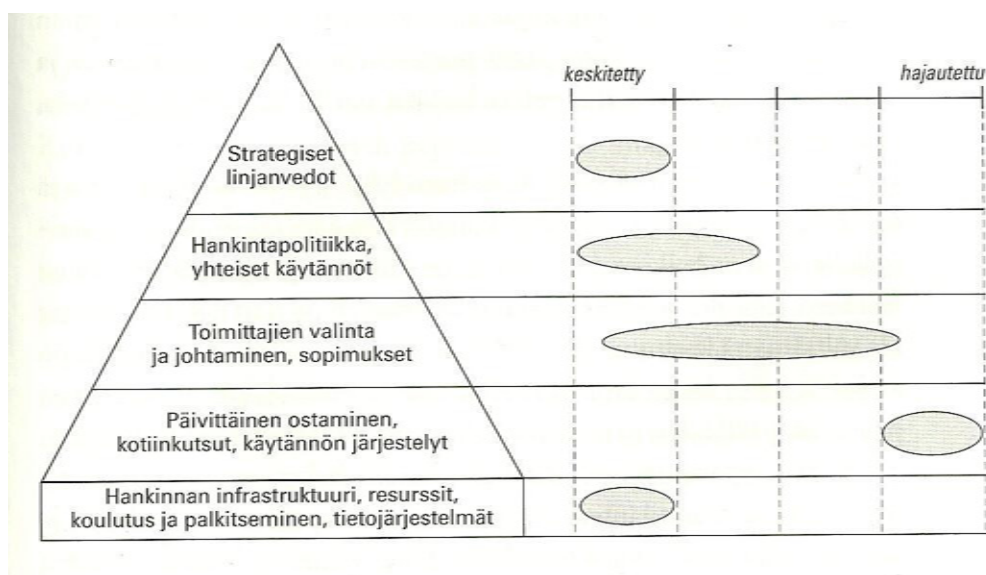 keskitetty
hajautettu
Strategiset
linjanvedot
Hankintapolitiikka,
yhteiset käytännöt
Toimittajien valinta
ja johtaminen, sopimukset
Päivittäinen ostaminen,
kotiinkutsut, käytännön järjestelyt
Hankinnan infrastruktuuri, resurssit,
koulutus ja palkitseminen, tietojärjestelmät